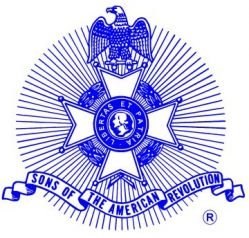 LIBERTAS ET PATRIA
SONS OF THE AMERICAN REVOLUTION
®